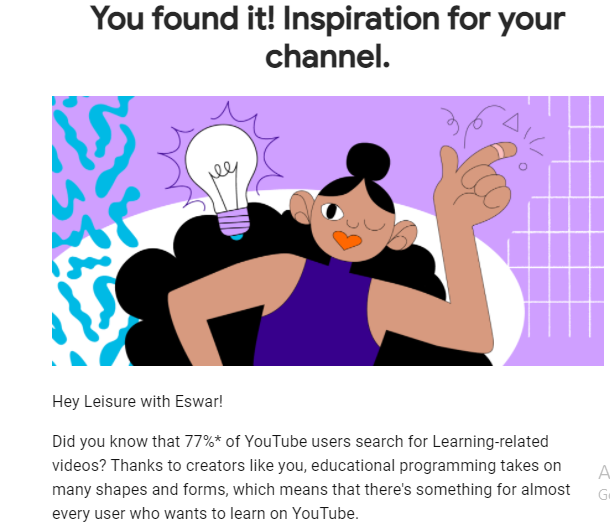 You found it! Inspiration for your
channel.
Hey Leisure with Eswar!
Did you know that 77%* of YouTube users search for Learning-related
videos? Thanks to creators like you, educational programming takes on
many shapes and forms, which means that there's something for almost
every user who wants to learn on YouTube.